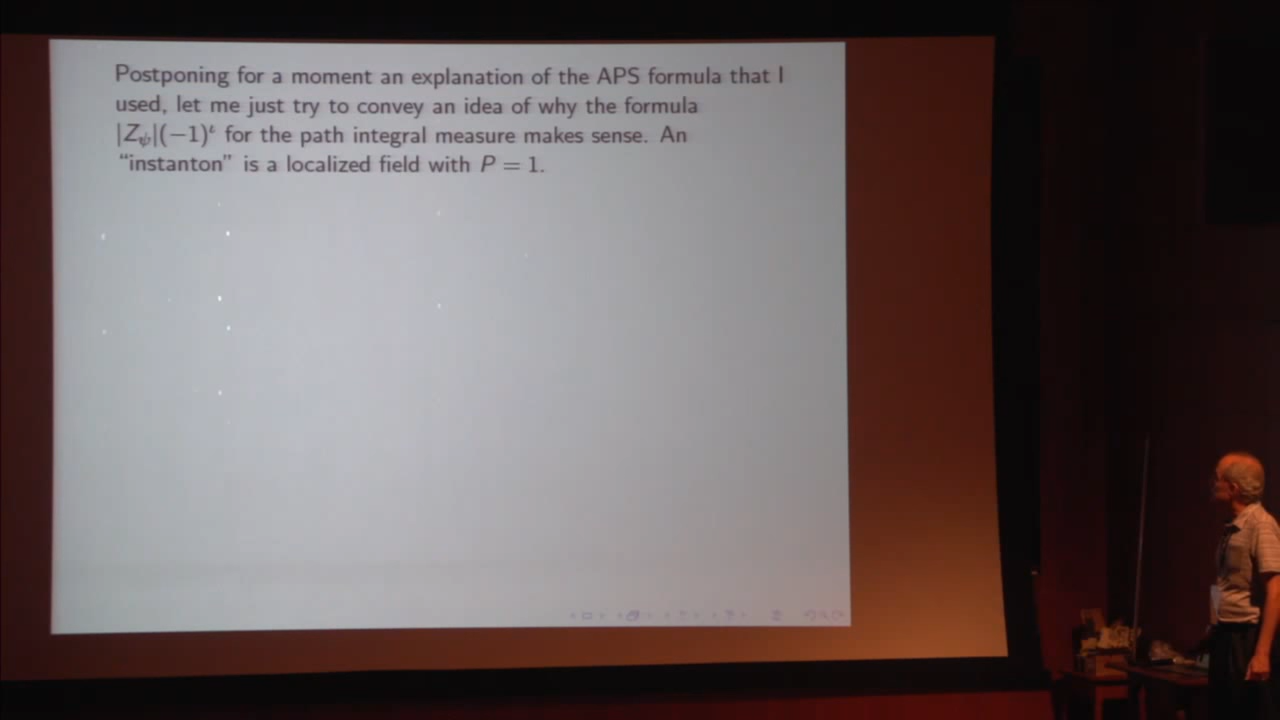 Postponing for a moment an explanation of the APS formula that I
used, let me just try to convey an idea of why the formula
|Z_ψ|(−1)^ι for the path integral measure makes sense. An
“instanton” is a localized field with P = 1.